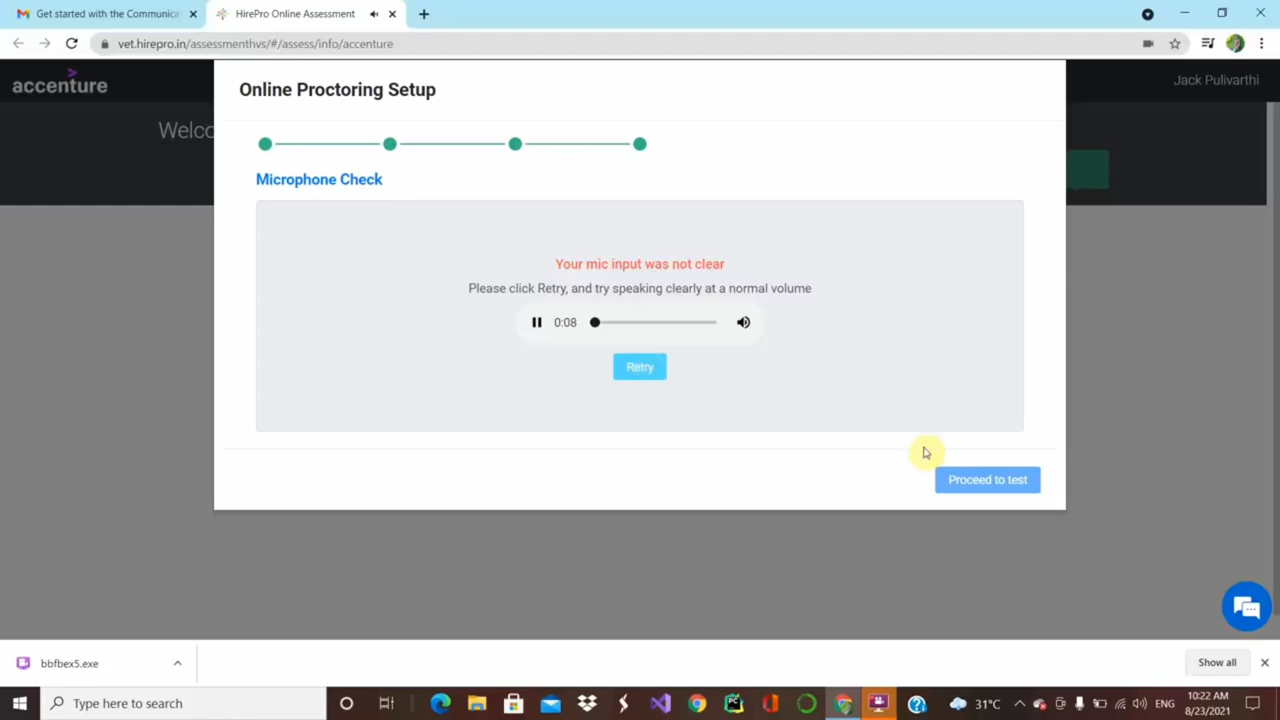 Get started with the Communica
HirePro Online Assessment
vet.hirepro.in/assessmenthvs/#/assess/info/accenture
accenture
Jack Pulivarthi
Welco
Online Proctoring Setup
Microphone Check
Your mic input was not clear
Please click Retry, and try speaking clearly at a normal volume
0:08
Retry
Proceed to test
bbfbex5.exe
Show all
Type here to search
31°C
ENG
10:22 AM
8/23/2021